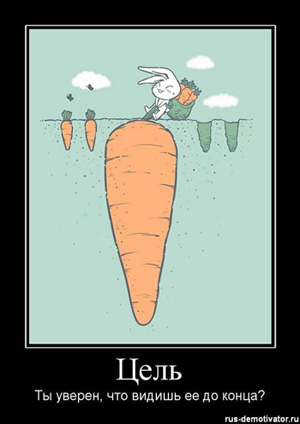 Цель
Ты уверен, что видишь ее до конца?
rus-demotivator.ru